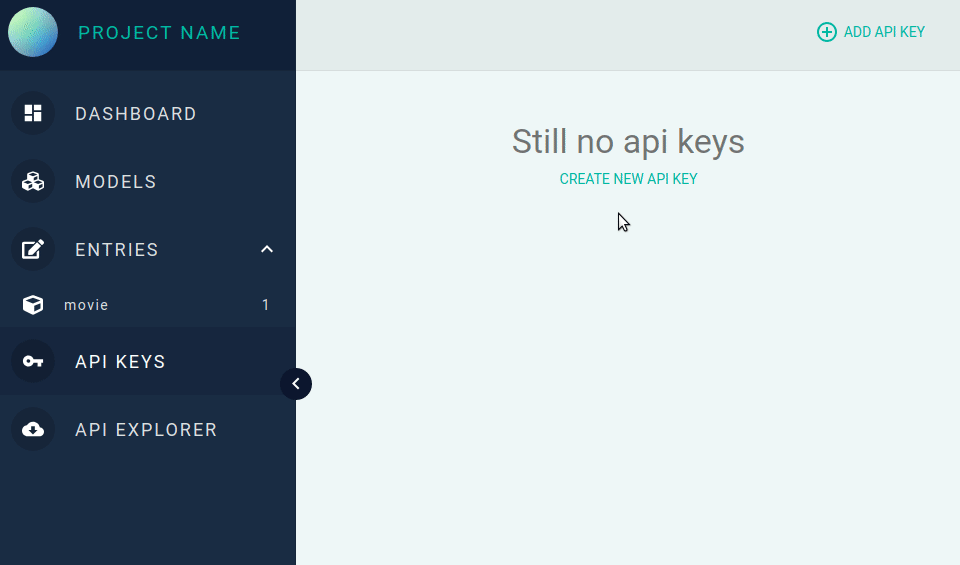 PROJECT NAME
ADD API KEY
DASHBOARD
MODELS
ENTRIES
movie 1
API KEYS
API EXPLORER
Still no api keys
CREATE NEW API KEY